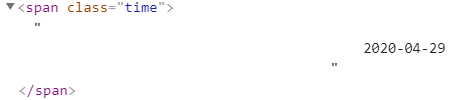 ▼<span class="time">
"
2020-04-29
"
</span>